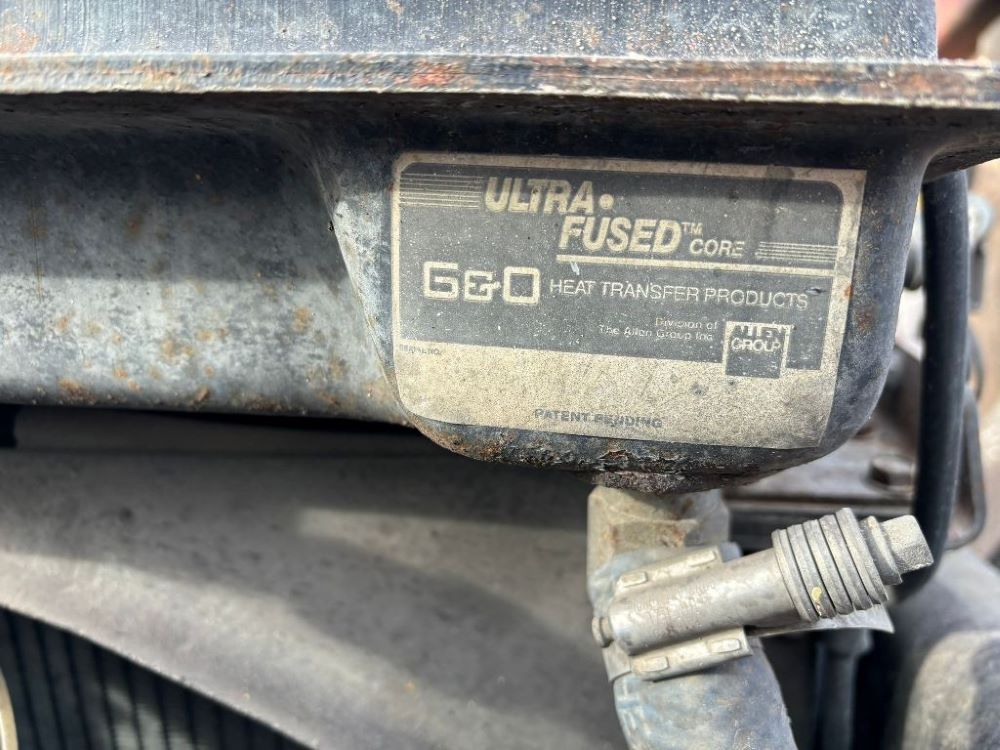 ULTRA•
FUSED™ CORE
G&O HEAT TRANSFER PRODUCTS
Division of
The Allen Group Inc
ALLEN
GROUP
PATENT PENDING